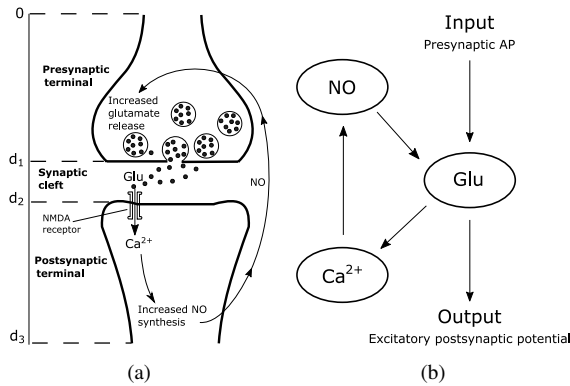 0
Presynaptic
terminal
Increased
glutamate
release
d1
Synaptic
cleft
Glu
NO
d2
NMDA
receptor
Ca2+
Postsynaptic
terminal
Increased NO
synthesis
d3
(a)
Input
Presynaptic AP
NO
Glu
Ca2+
Output
Excitatory postsynaptic potential
(b)